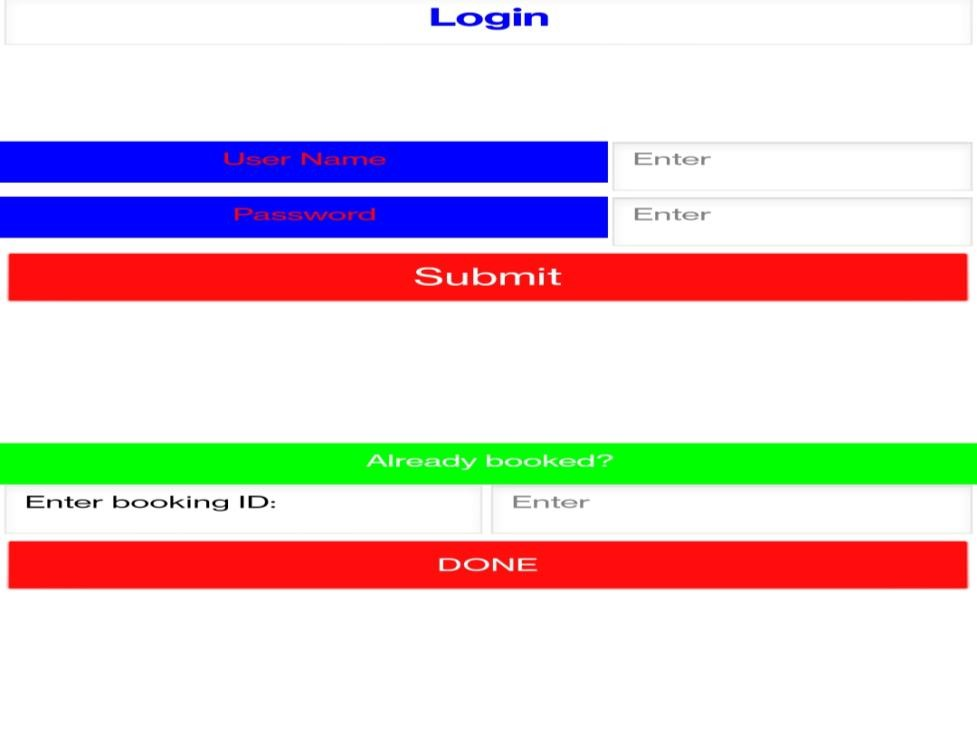 Login
User Name Enter
Password Enter
Submit
Already booked?
Enter booking ID: Enter
DONE